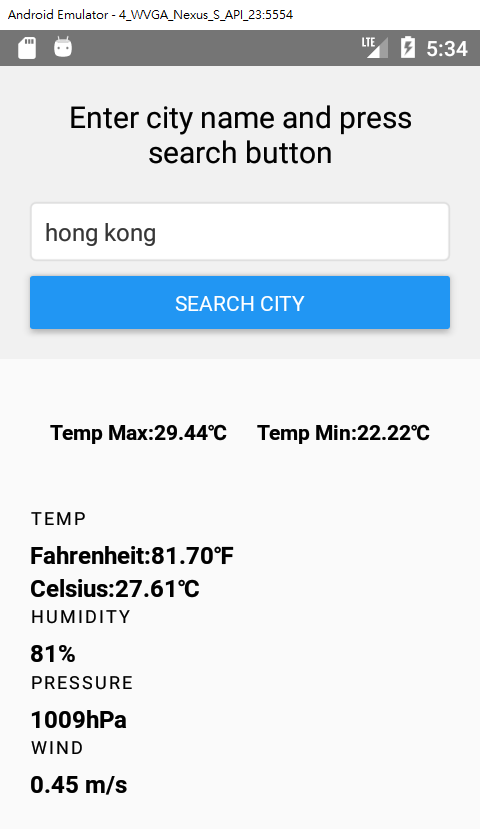 Android Emulator - 4_WVGA_Nexus_S_API_23:5554
LTE 5:34
Enter city name and press
search button
hong kong
SEARCH CITY
Temp Max:29.44℃ Temp Min:22.22℃
TEMP
Fahrenheit:81.70℉
Celsius:27.61℃
HUMIDITY
81%
PRESSURE
1009hPa
WIND
0.45 m/s